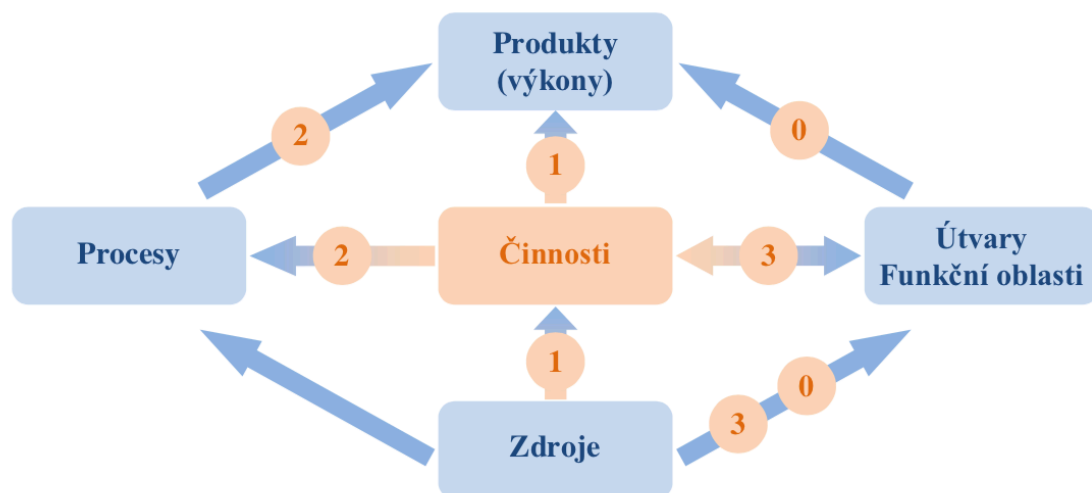 Produkty
(výkony)
2
0
1
Procesy
2
Činnosti
3
Útvary
Funkční oblasti
1
0
3
Zdroje